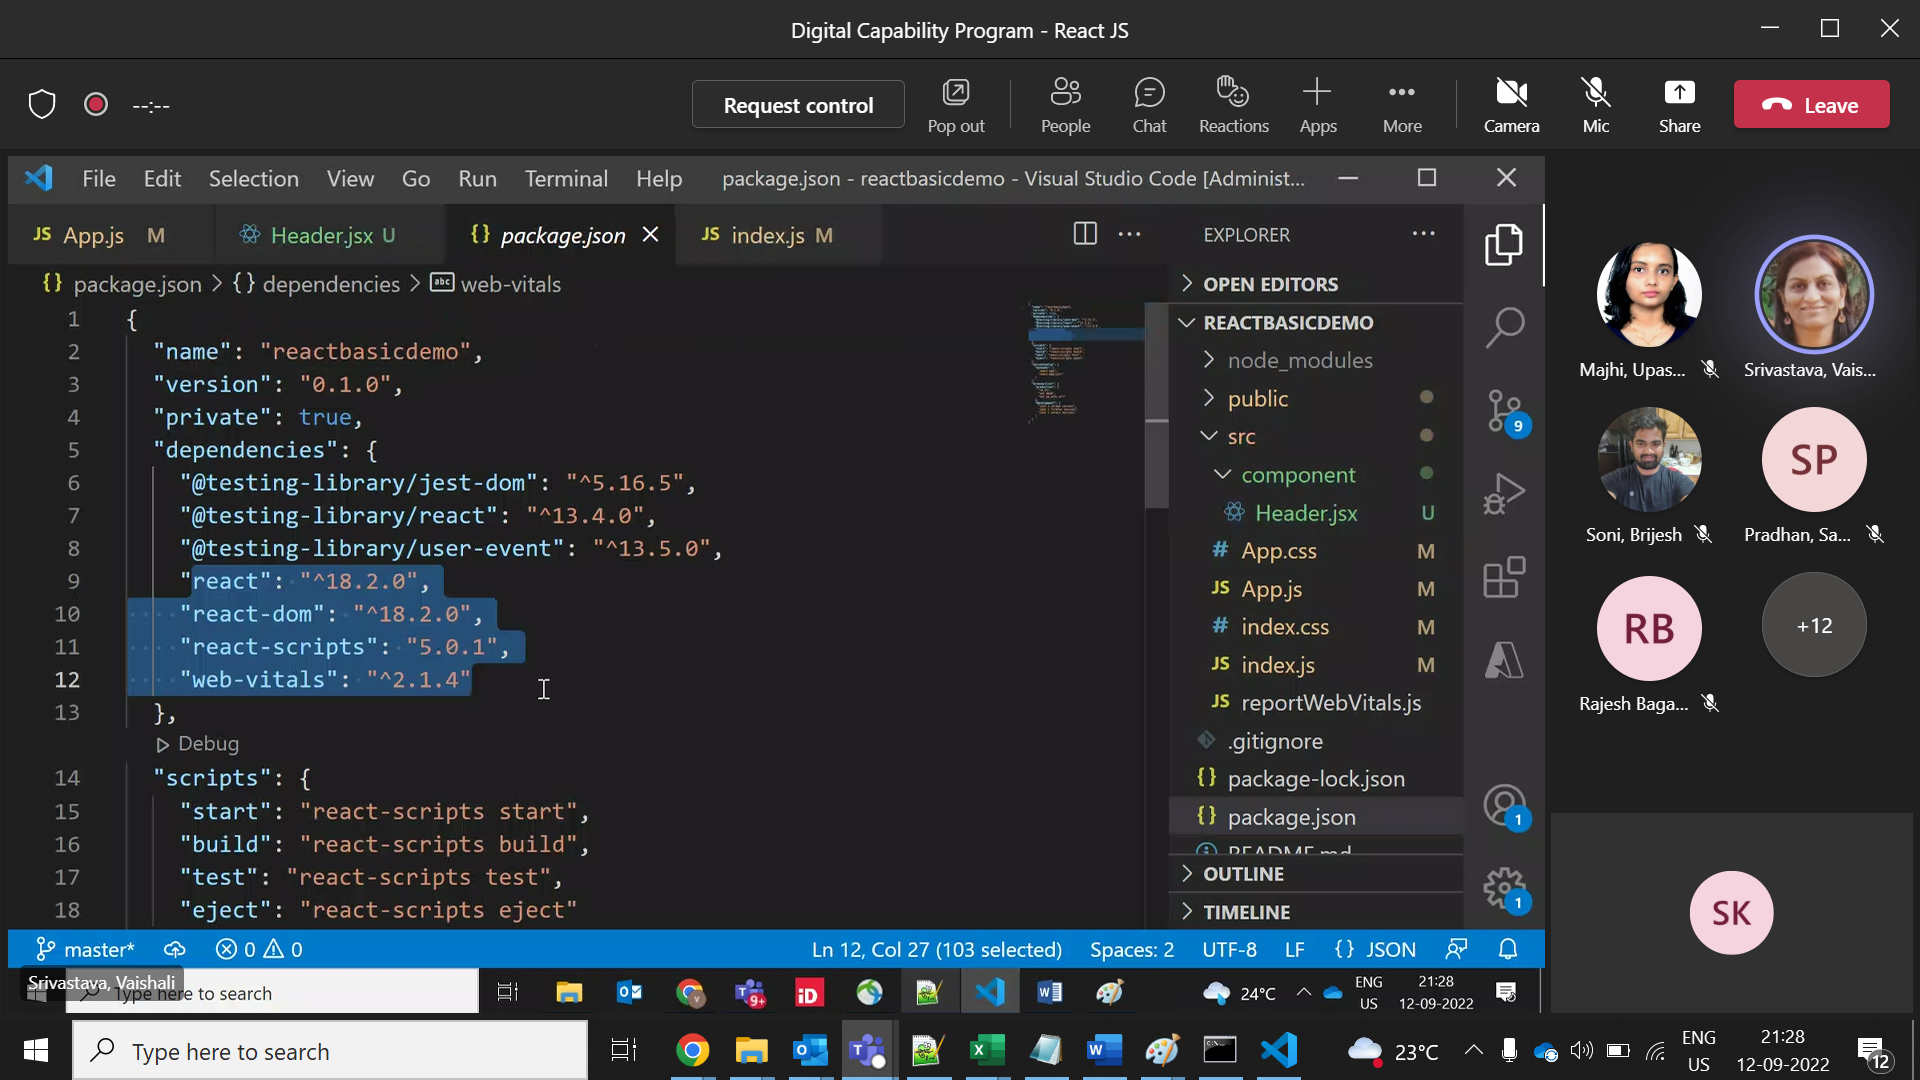 Digital Capability Program - React JS
--:--
Request control
Pop out
People
Chat
Reactions
Apps
More
Camera
Mic
Share
Leave
File Edit Selection View Go Run Terminal Help
package.json - reactbasicdemo - Visual Studio Code [Administ...
JS App.js M
Header.jsx U
{} package.json
JS index.js M
{} package.json > {} dependencies > abc web-vitals
1 {
2 "name": "reactbasicdemo",
3 "version": "0.1.0",
4 "private": true,
5 "dependencies": {
6 "@testing-library/jest-dom": "^5.16.5",
7 "@testing-library/react": "^13.4.0",
8 "@testing-library/user-event": "^13.5.0",
9 "react": "^18.2.0",
10 "react-dom": "^18.2.0",
11 "react-scripts": "5.0.1",
12 "web-vitals": "^2.1.4"
13 },
Debug
14 "scripts": {
15 "start": "react-scripts start",
16 "build": "react-scripts build",
17 "test": "react-scripts test",
18 "eject": "react-scripts eject"
EXPLORER
OPEN EDITORS
REACTBASICDEMO
node_modules
public
src
component
Header.jsx U
# App.css M
JS App.js M
# index.css M
JS index.js M
JS reportWebVitals.js
.gitignore
{} package-lock.json
{} package.json
README.md
OUTLINE
TIMELINE
9
1
1
master*
0
0
Ln 12, Col 27 (103 selected)
Spaces: 2
UTF-8
LF
{} JSON
Srivastava, Vaishali
Type here to search
9+
iD
24°C
ENG
US
21:28
12-09-2022
Majhi, Upas...
Srivastava, Vais...
Soni, Brijesh
SP
Pradhan, Sa...
RB
Rajesh Baga...
+12
SK
Type here to search
23°C
ENG
US
21:28
12-09-2022
12